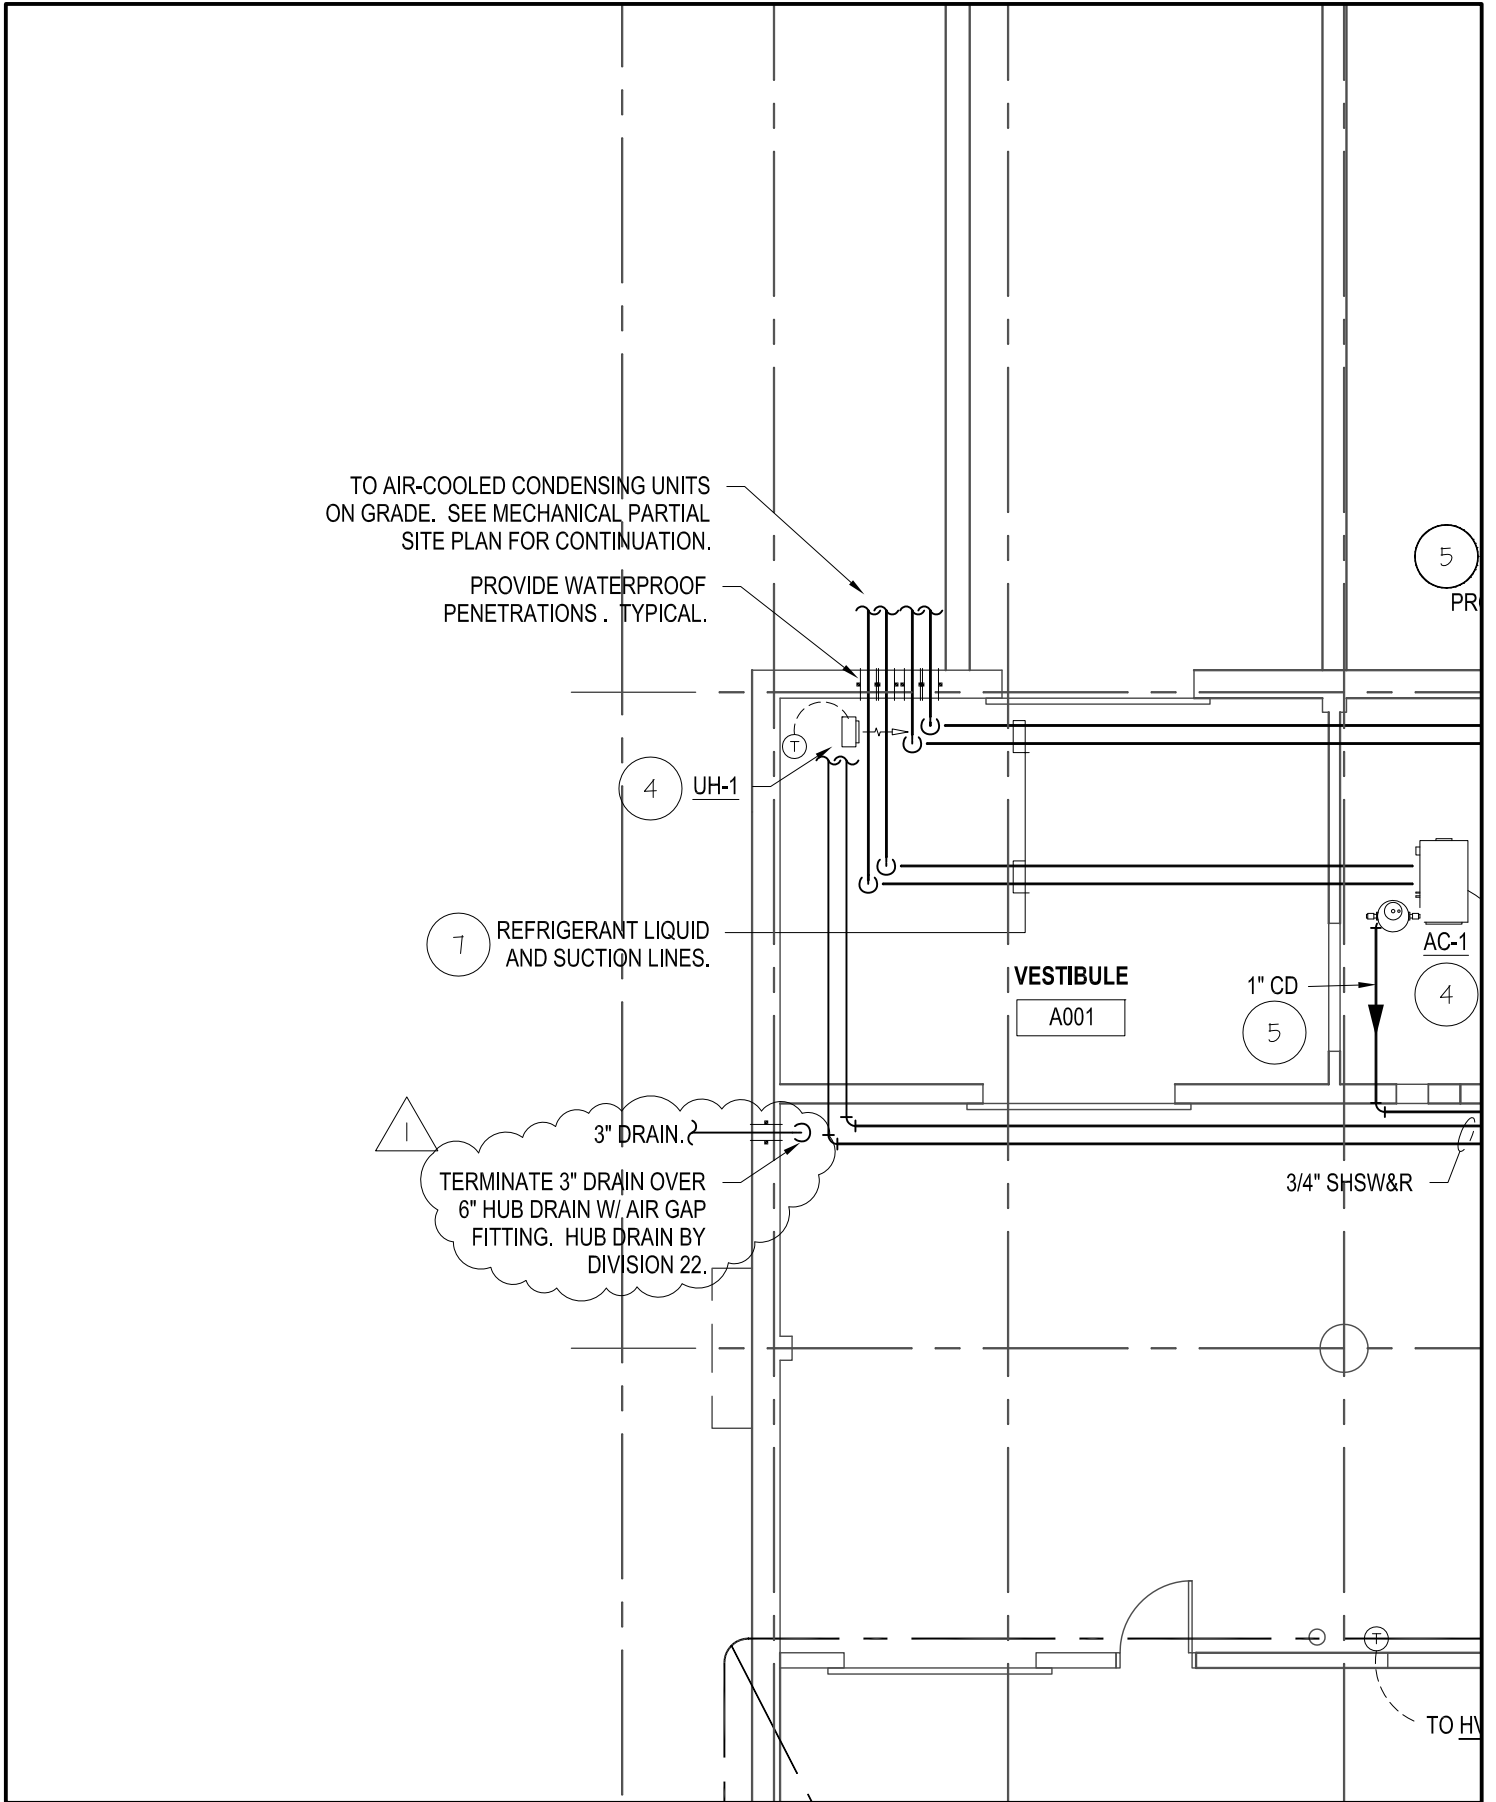 TO AIR-COOLED CONDENSING UNITS
ON GRADE. SEE MECHANICAL PARTIAL
SITE PLAN FOR CONTINUATION.
5
PROVIDE WATERPROOF
PENETRATIONS . TYPICAL.
T
4 UH-1
7
REFRIGERANT LIQUID
AND SUCTION LINES.
AC-1
4
VESTIBULE
A001
1" CD
5
1
3" DRAIN.
TERMINATE 3" DRAIN OVER
6" HUB DRAIN W/ AIR GAP
FITTING. HUB DRAIN BY
DIVISION 22.
3/4" SHSW&R
T
TO